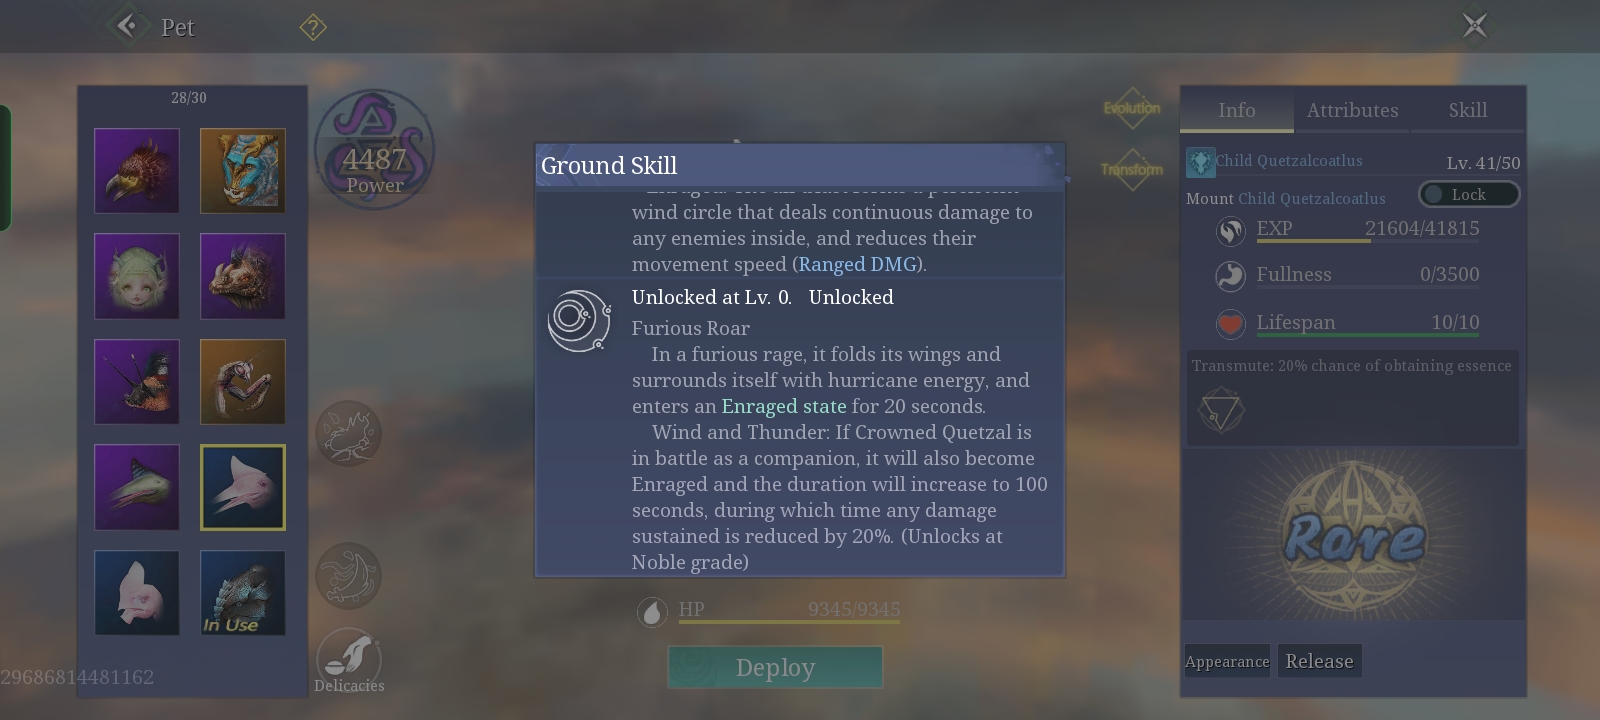 Pet
?
28/30
4487
Power
In Use
29686814481162
Delicacies
Ground Skill
wind circle that deals continuous damage to
any enemies inside, and reduces their
movement speed (Ranged DMG).
Unlocked at Lv. 0. Unlocked
Furious Roar
In a furious rage, it folds its wings and
surrounds itself with hurricane energy, and
enters an Enraged state for 20 seconds.
Wind and Thunder: If Crowned Quetzal is
in battle as a companion, it will also become
Enraged and the duration will increase to 100
seconds, during which time any damage
sustained is reduced by 20%. (Unlocks at
Noble grade)
HP 9345/9345
Deploy
Evolution
Transform
Info Attributes Skill
Child Quetzalcoatlus Lv. 41/50
Mount Child Quetzalcoatlus Lock
EXP 21604/41815
Fullness 0/3500
Lifespan 10/10
Transmute: 20% chance of obtaining essence
Rare
Appearance Release